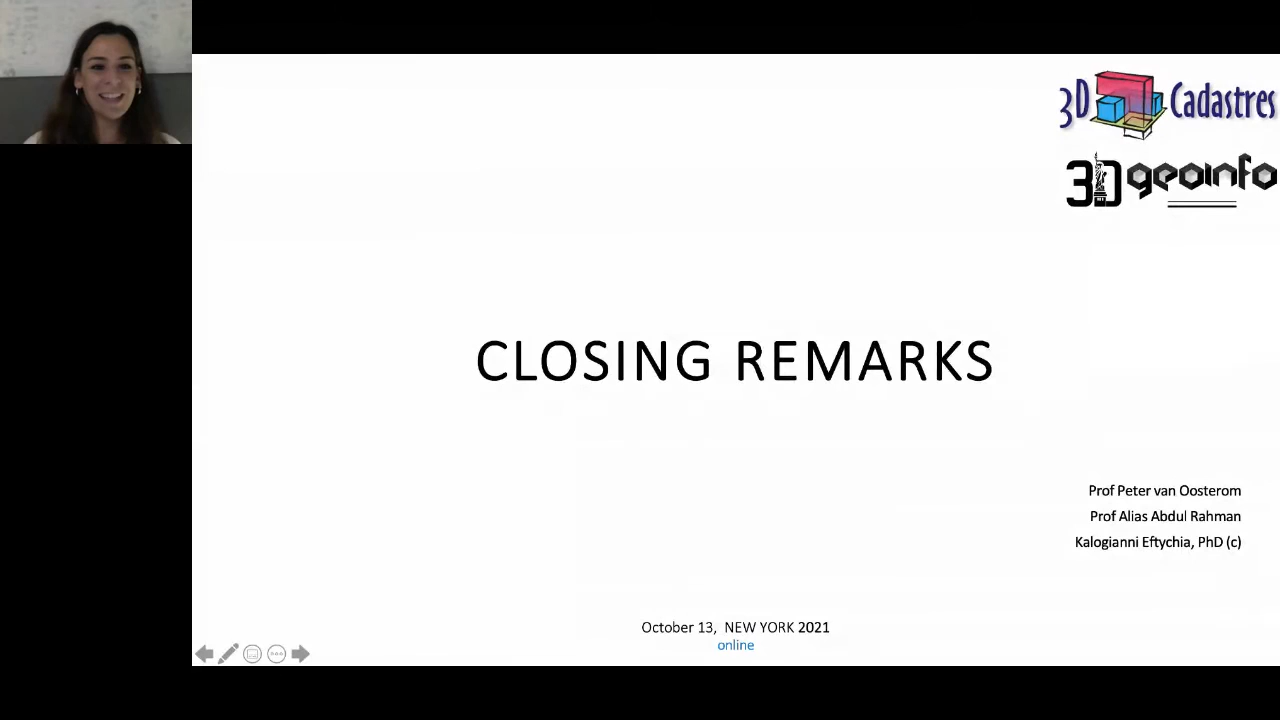 3D Cadastres
3D geoinfo
CLOSING REMARKS
Prof Peter van Oosterom
Prof Alias Abdul Rahman
Kalogianni Eftychia, PhD (c)
October 13, NEW YORK 2021
online